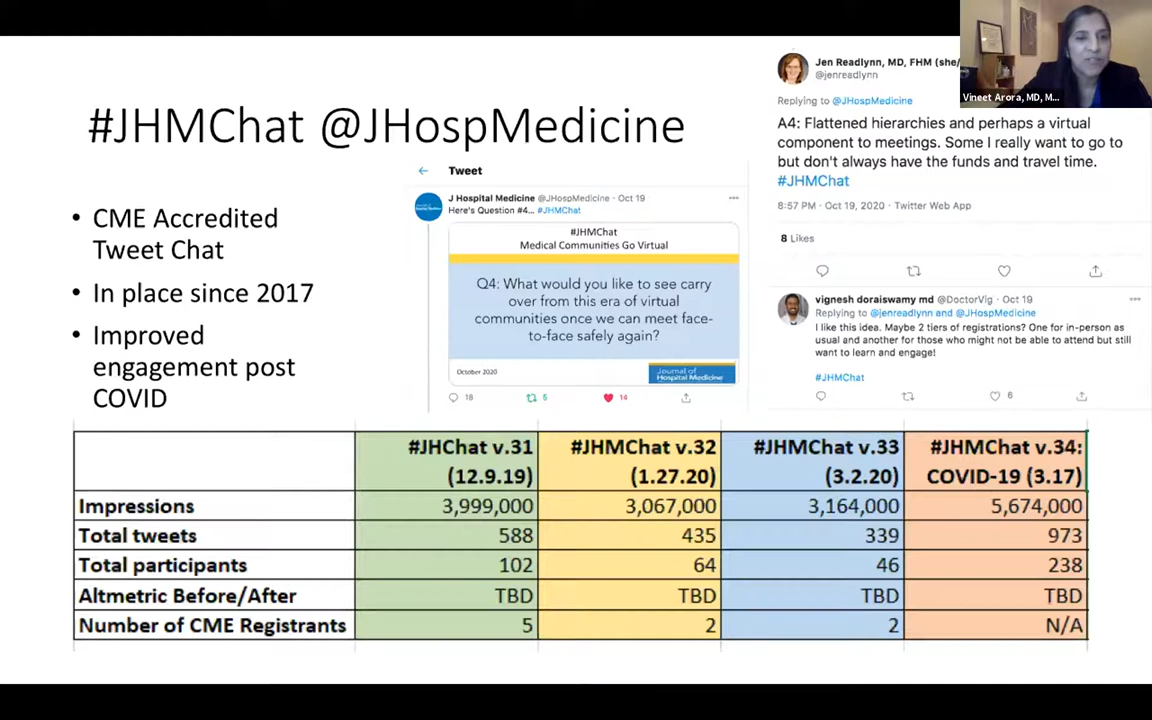 #JHMChat @JHospMedicine
• CME Accredited
Tweet Chat
• In place since 2017
• Improved
engagement post
COVID
Tweet
J Hospital Medicine @JHospMedicine · Oct 19
Here's Question #4... #JHMChat
#JHMChat
Medical Communities Go Virtual
Q4: What would you like to see carry
over from this era of virtual
communities once we can meet face-
to-face safely again?
October 2020
Journal of
Hospital Medicine
18 5 14
Jen Readlynn, MD, FHM (she/
@jenreadlynn
Replying to @JHospMedicine
A4: Flattened hierarchies and perhaps a virtual
component to meetings. Some I really want to go to
but don't always have the funds and travel time.
#JHMChat
8:57 PM · Oct 19, 2020 · Twitter Web App
8 Likes
vignesh doraiswamy md @DoctorVig · Oct 19
Replying to @jenreadlynn and @JHospMedicine
I like this idea. Maybe 2 tiers of registrations? One for in-person as
usual and another for those who might not be able to attend but still
want to learn and engage!
#JHMChat
6
Vineet Arora, MD, M...
#JHChat v.31 #JHMChat v.32 #JHMChat v.33 #JHMChat v.34:
(12.9.19) (1.27.20) (3.2.20) COVID-19 (3.17)
Impressions 3,999,000 3,067,000 3,164,000 5,674,000
Total tweets 588 435 339 973
Total participants 102 64 46 238
Altmetric Before/After TBD TBD TBD TBD
Number of CME Registrants 5 2 2 N/A